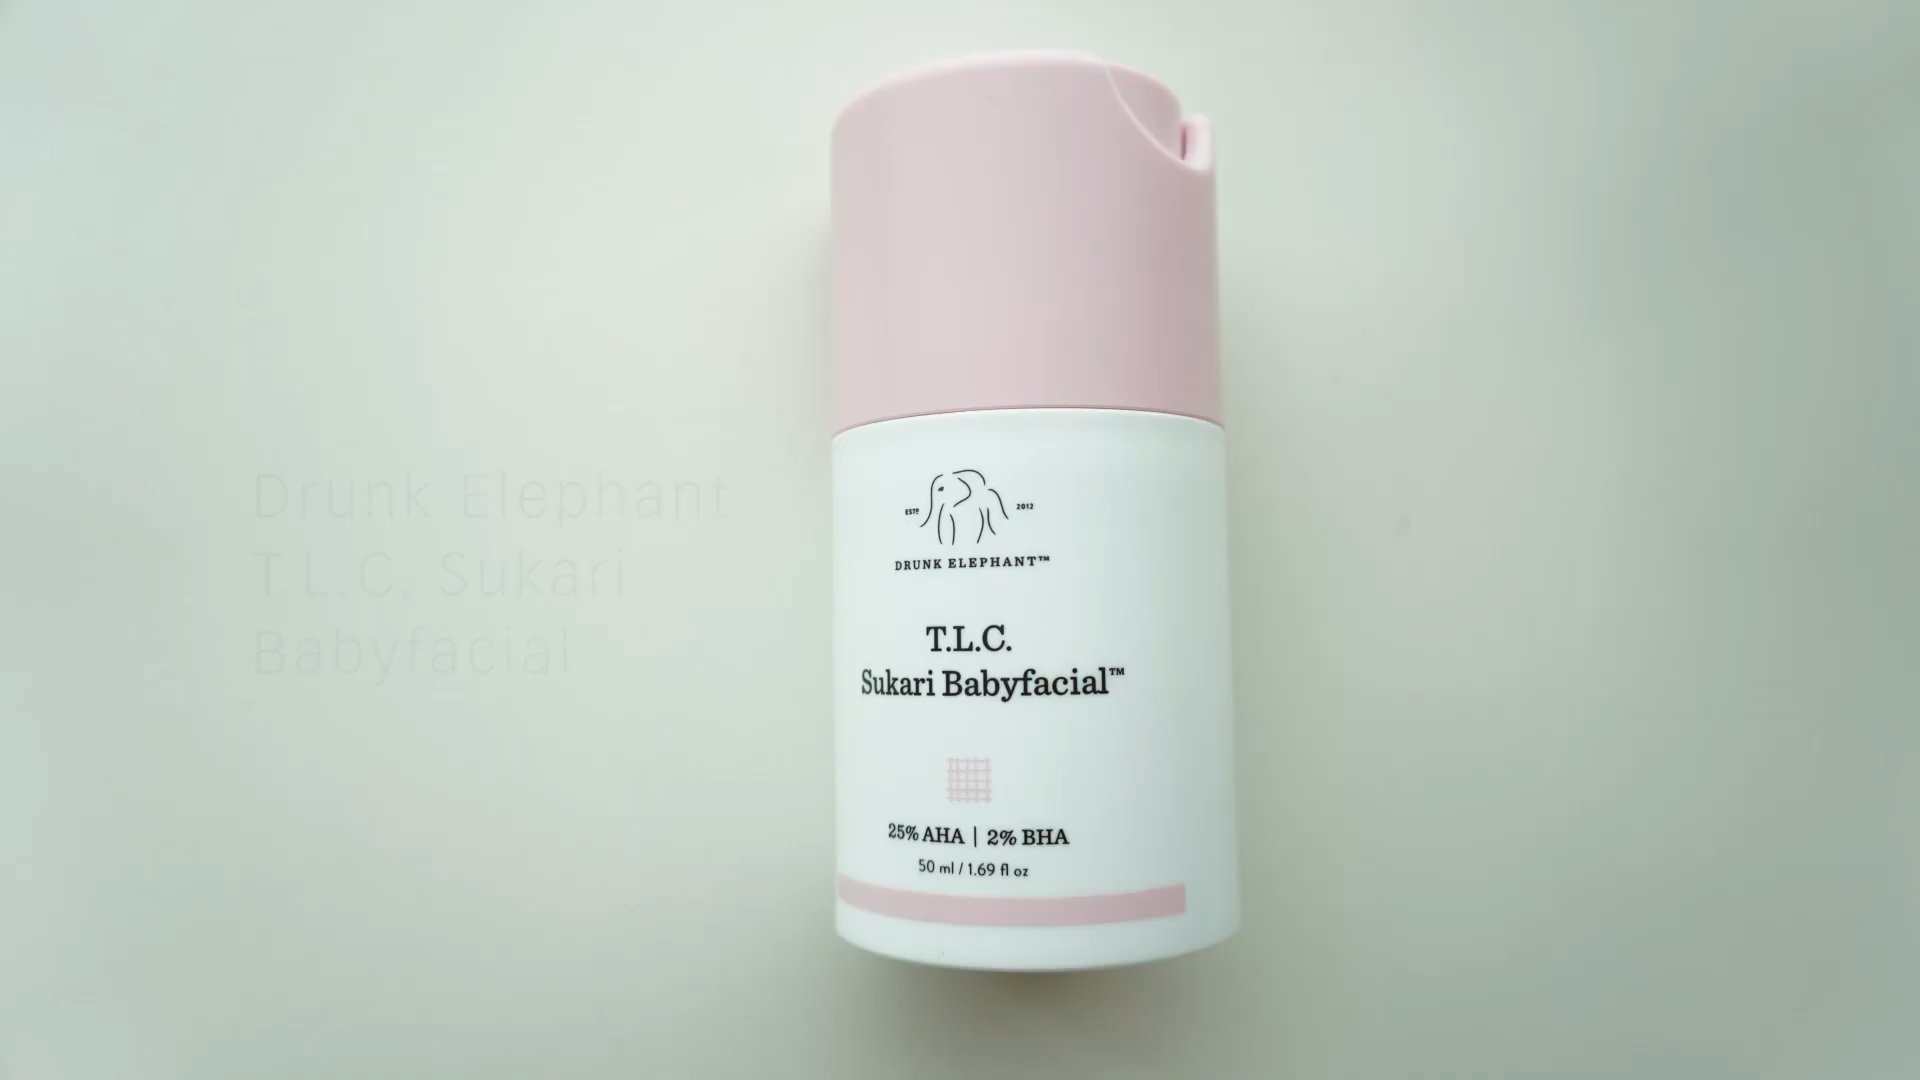 Drunk Elephant
T.L.C. Sukari
Babyfacial
ESTD 2012
DRUNK ELEPHANT™
T.L.C.
Sukari Babyfacial™
25% AHA | 2% BHA
50 ml / 1.69 fl oz